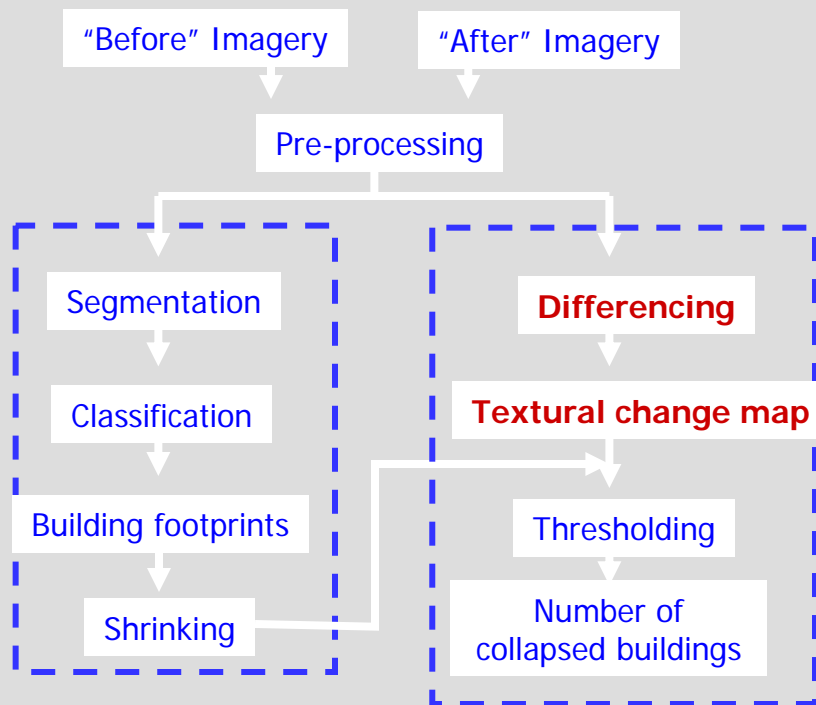 “Before” Imagery
“After” Imagery
Pre-processing
Segmentation
Classification
Building footprints
Shrinking
Differencing
Textural change map
Thresholding
Number of
collapsed buildings